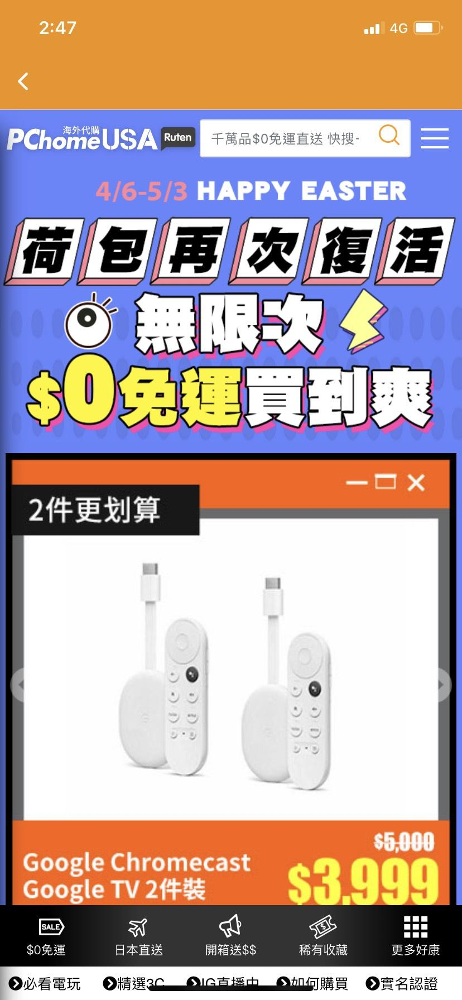 2:47
4G
海外代購
PChomeUSA Ruten
千萬品$0免運直送 快搜-
4/6-5/3 HAPPY EASTER
荷包再次復活
無限次
$0免運買到爽
2件更划算
$5,000
Google Chromecast
Google TV 2件裝
$3,999
SALE
$0免運 日本直送 開箱送$$ 稀有收藏 更多好康
必看電玩 精選3C IG直播中 如何購買 實名認證